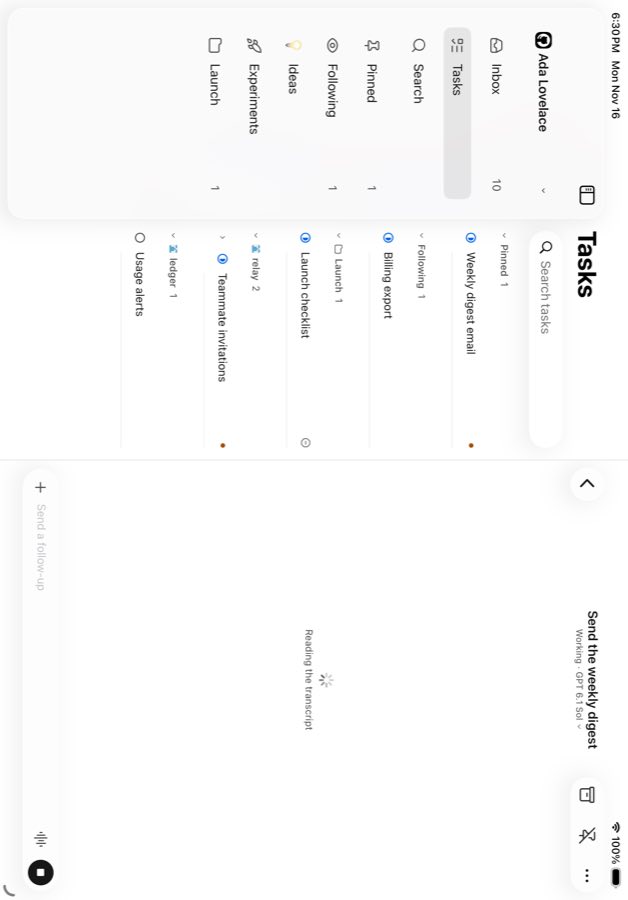 6:30 PM Mon Nov 16
100%
Ada Lovelace
Inbox 10
Tasks
Search
Pinned 1
Following 1
Ideas
Experiments
Launch 1
Tasks
Search tasks
Pinned 1
Weekly digest email
Following 1
Billing export
Launch 1
Launch checklist
relay 2
Teammate invitations
ledger 1
Usage alerts
Send the weekly digest
Working · GPT 6.1 Sol
Reading the transcript
Send a follow-up